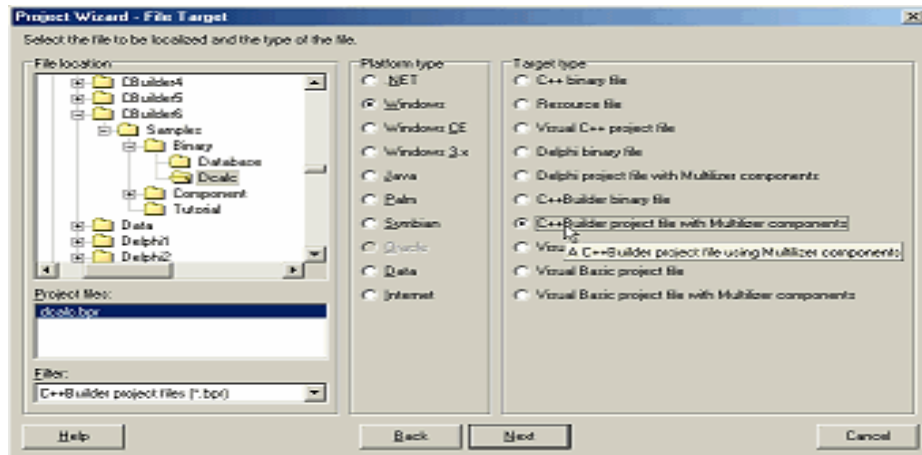 Project Wizard - File Target
Select the file to be localized and the type of the file.
File location
CBuilder4
CBuilder5
CBuilder6
Samples
Binary
Database
Dcalc
Component
Tutorial
Data
Delphi1
Delphi2
Project files:
dcalc.bpr
Filter:
C++Builder project files (*.bpr)
Platform type
.NET
Windows
Windows CE
Windows 3.x
Java
Palm
Symbian
Oracle
Data
Internet
Target type
C++ binary file
Resource file
Visual C++ project file
Delphi binary file
Delphi project file with Multilizer components
C++Builder binary file
C++Builder project file with Multilizer components
Visu
A C++Builder project file using Multilizer components
Visual Basic project file
Visual Basic project file with Multilizer components
Help
Back
Next
Cancel